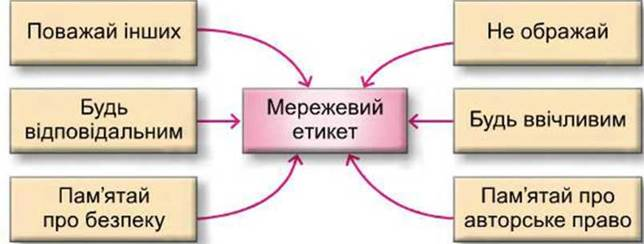 Поважай інших
Не ображай
Будь
відповідальним
Мережевий
етикет
Будь ввічливим
Пам'ятай
про безпеку
Пам'ятай про
авторське право